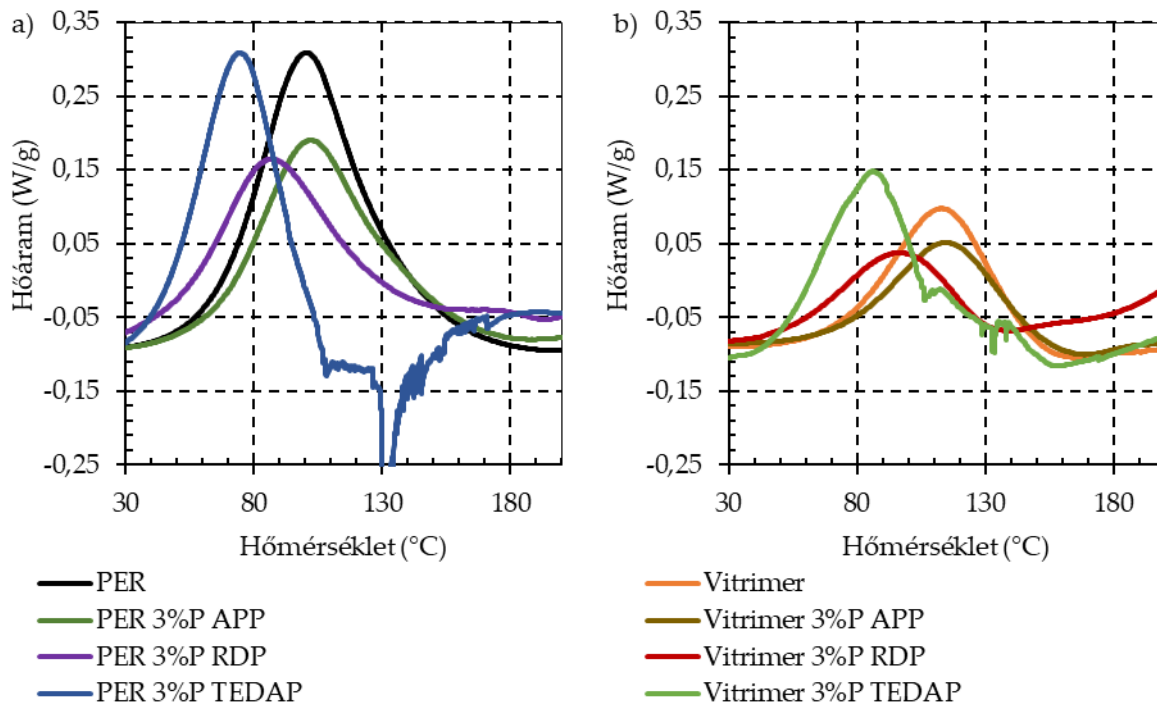 a)
Hőáram (W/g)
0,35
0,25
0,15
0,05
-0,05
-0,15
-0,25
30 80 130 180
Hőmérséklet (°C)
PER
PER 3%P APP
PER 3%P RDP
PER 3%P TEDAP
b)
Hőáram (W/g)
0,35
0,25
0,15
0,05
-0,05
-0,15
-0,25
30 80 130 180
Hőmérséklet (°C)
Vitrimer
Vitrimer 3%P APP
Vitrimer 3%P RDP
Vitrimer 3%P TEDAP